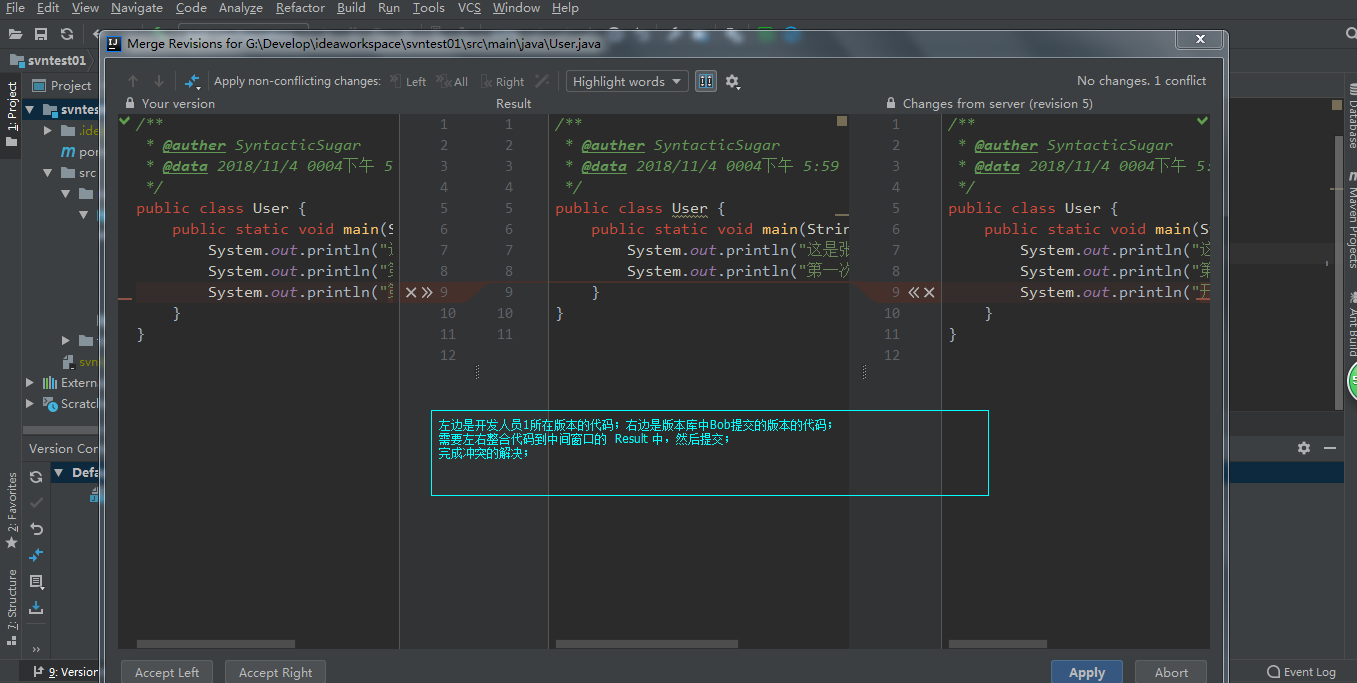 File Edit View Navigate Code Analyze Refactor Build Run Tools VCS Window Help
Merge Revisions for G:\Develop\ideaworkspace\svntest01\src\main\java\User.java
svntest01
Apply non-conflicting changes: Left All Right Highlight words No changes. 1 conflict
Your version Result Changes from server (revision 5)
1: Project
Project
svntes
.ide
pon
src
svn
Extern
Scratch
/**
* @auther SyntacticSugar
* @data 2018/11/4 0004下午 5
*/
public class User {
public static void main(S
System.out.println("
System.out.println("
System.out.println("
}
}
1 1
2 2
3 3
4 4
5 5
6 6
7 7
8 8
9 9
10 10
11 11
12
/**
* @auther SyntacticSugar
* @data 2018/11/4 0004下午 5:59
*/
public class User {
public static void main(Strin
System.out.println("这是张
System.out.println("第一次
}
}
1
2
3
4
5
6
7
8
9
10
11
12
/**
* @auther SyntacticSugar
* @data 2018/11/4 0004下午 5:
*/
public class User {
public static void main(S
System.out.println("这
System.out.println("第
System.out.println("开
}
}
左边是开发人员1所在版本的代码；右边是版本库中Bob提交的版本的代码；
需要左右整合代码到中间窗口的 Result 中，然后提交；
完成冲突的解决；
Version Con
Defa
2: Favorites
7: Structure
9: Version
Accept Left Accept Right Apply Abort
Database
Maven Projects
Ant Build
Event Log